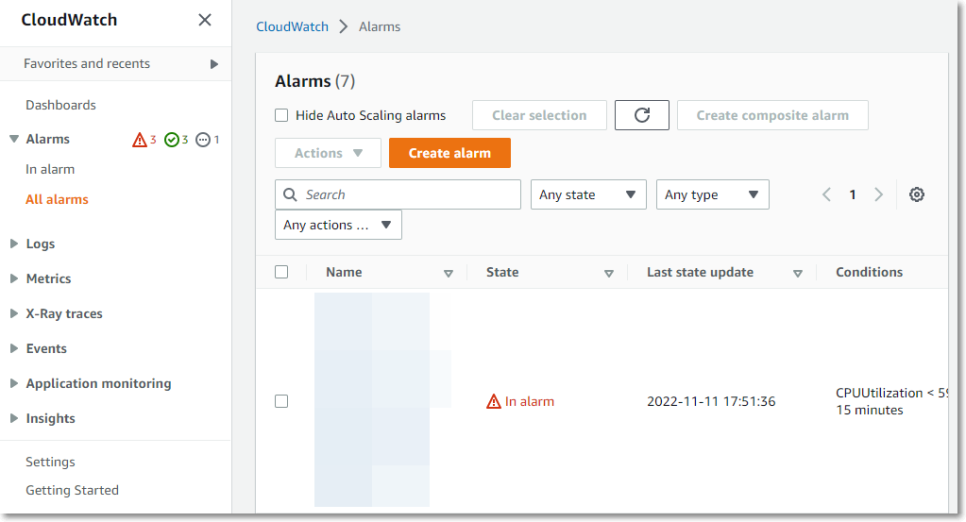 CloudWatch
Favorites and recents
Dashboards
Alarms 3 3 1
In alarm
All alarms
Logs
Metrics
X-Ray traces
Events
Application monitoring
Insights
Settings
Getting Started
CloudWatch Alarms
Alarms (7)
Hide Auto Scaling alarms Clear selection Create composite alarm
Actions Create alarm
Search Any state Any type 1
Any actions ...
Name State Last state update Conditions
In alarm 2022-11-11 17:51:36 CPUUtilization <
15 minutes